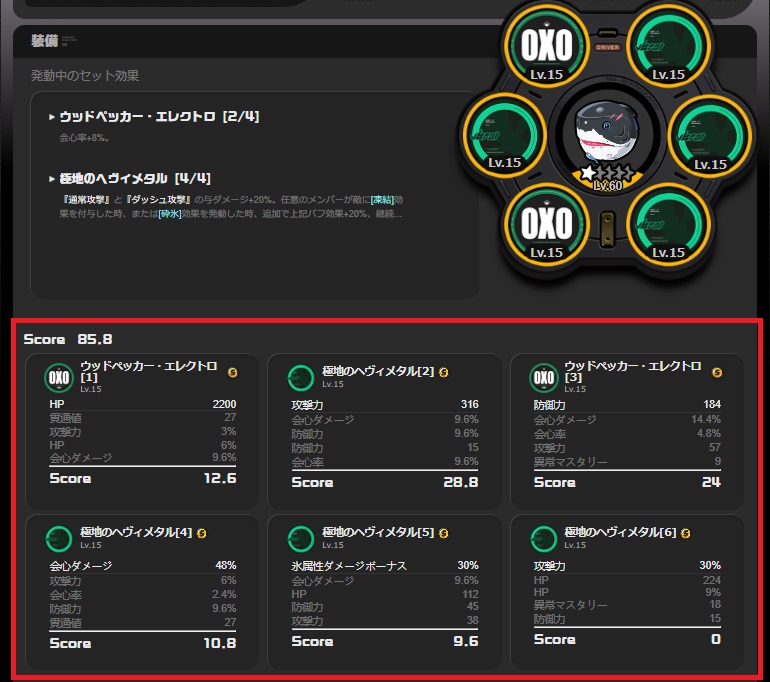 装備
発動中のセット効果
ウッドペッカー・エレクトロ [2/4]
会心率+8%。
極地のヘヴィメタル [4/4]
『通常攻撃』と『ダッシュ攻撃』の与ダメージ+20%。任意のメンバーが敵に[凍結]効
果を付与した時、または[砕氷]効果を発動した時、追加で上記バフ効果+20%、継続...
OXO
Lv.15
DRIVER
Lv.15
Lv.15
Lv.15
Lv.60
OXO
Lv.15
Lv.15
Score 85.8
OXO
ウッドペッカー・エレクトロ
[1]
S
Lv.15
HP 2200
貫通値 27
攻撃力 3%
HP 6%
会心ダメージ 9.6%
Score 12.6
極地のヘヴィメタル[2]
S
Lv.15
攻撃力 316
会心ダメージ 9.6%
防御力 9.6%
防御力 15
会心率 9.6%
Score 28.8
OXO
ウッドペッカー・エレクトロ
[3]
S
Lv.15
防御力 184
会心ダメージ 14.4%
会心率 4.8%
攻撃力 57
異常マスタリー 9
Score 24
極地のヘヴィメタル[4]
S
Lv.15
会心ダメージ 48%
攻撃力 6%
会心率 2.4%
防御力 9.6%
貫通値 27
Score 10.8
極地のヘヴィメタル[5]
S
Lv.15
氷属性ダメージボーナス 30%
会心ダメージ 9.6%
HP 112
防御力 45
攻撃力 38
Score 9.6
極地のヘヴィメタル[6]
S
Lv.15
攻撃力 30%
HP 224
HP 9%
異常マスタリー 18
防御力 15
Score 0